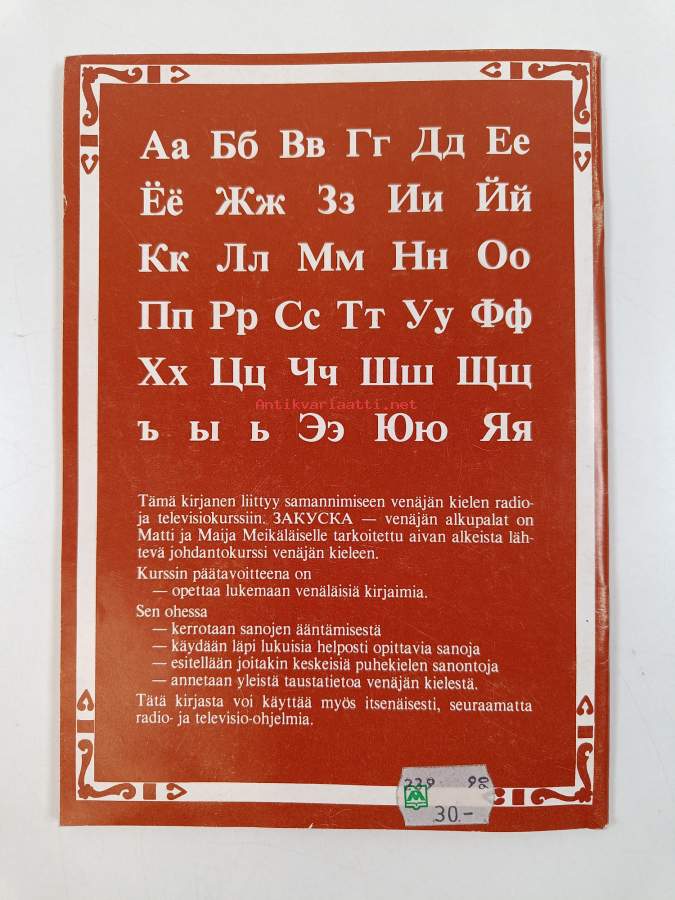 Аа Бб Вв Гг Дд Ее
Ёё Жж Зз Ии Йй
Кк Лл Мм Нн Оо
Пп Рр Сс Тт Уу Фф
Хх Цц Чч Шш Щщ
Antikvariaatti.net
ъ ы ь Ээ Юю Яя
Tämä kirjanen liittyy samannimiseen venäjän kielen radio-
ja televisiokurssiin. ЗАКУСКА — venäjän alkupalat on
Matti ja Maija Meikäläiselle tarkoitettu aivan alkeista läh-
tevä johdantokurssi venäjän kieleen.
Kurssin päätavoitteena on
— opettaa lukemaan venäläisiä kirjaimia.
Sen ohessa
— kerrotaan sanojen ääntämisestä
— käydään läpi lukuisia helposti opittavia sanoja
— esitellään joitakin keskeisiä puhekielen sanontoja
— annetaan yleistä taustatietoa venäjän kielestä.
Tätä kirjasta voi käyttää myös itsenäisesti, seuraamatta
radio- ja televisio-ohjelmia.
30.-